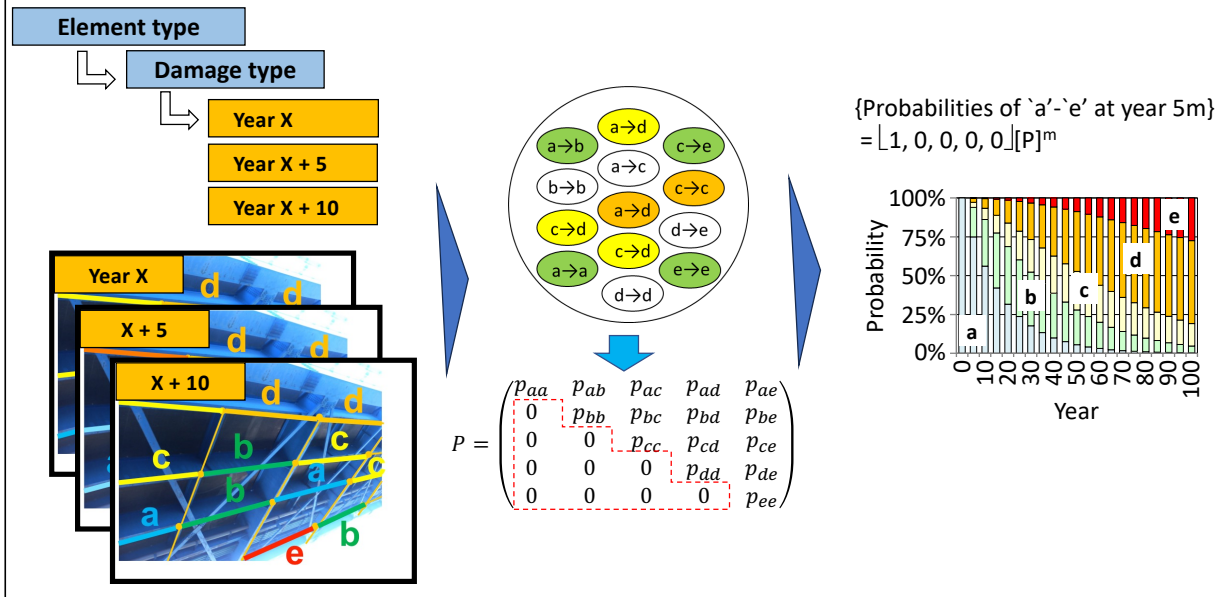 Element type
Damage type
Year X
Year X + 5
Year X + 10
Year X
d
d
X + 5
d
d
X + 10
d
d
c
b
c
c
a
a
b
a
e
b
a→d
a→b
c→e
a→c
b→b
c→c
a→d
c→d
d→e
c→d
a→a
e→e
d→d
P =
p_aa p_ab p_ac p_ad p_ae
0 p_bb p_bc p_bd p_be
0 0 p_cc p_cd p_ce
0 0 0 p_dd p_de
0 0 0 0 p_ee
{Probabilities of `a'-`e' at year 5m}
= ⌊1, 0, 0, 0, 0⌋[P]ᵐ
Probability
100%
75%
50%
25%
0%
a
b
c
d
e
0 10 20 30 40 50 60 70 80 90 100
Year